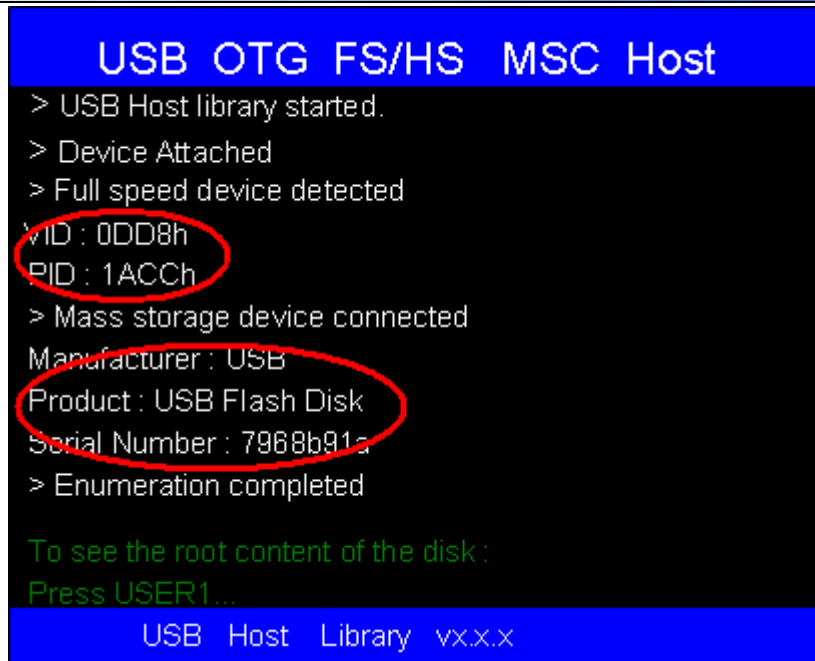 USB OTG FS/HS MSC Host
> USB Host library started.
> Device Attached
> Full speed device detected
VID : 0DD8h
PID : 1ACCh
> Mass storage device connected
Manufacturer : USB
Product : USB Flash Disk
Serial Number : 7968b91a
> Enumeration completed
To see the root content of the disk :
Press USER1...
USB Host Library vx.x.x